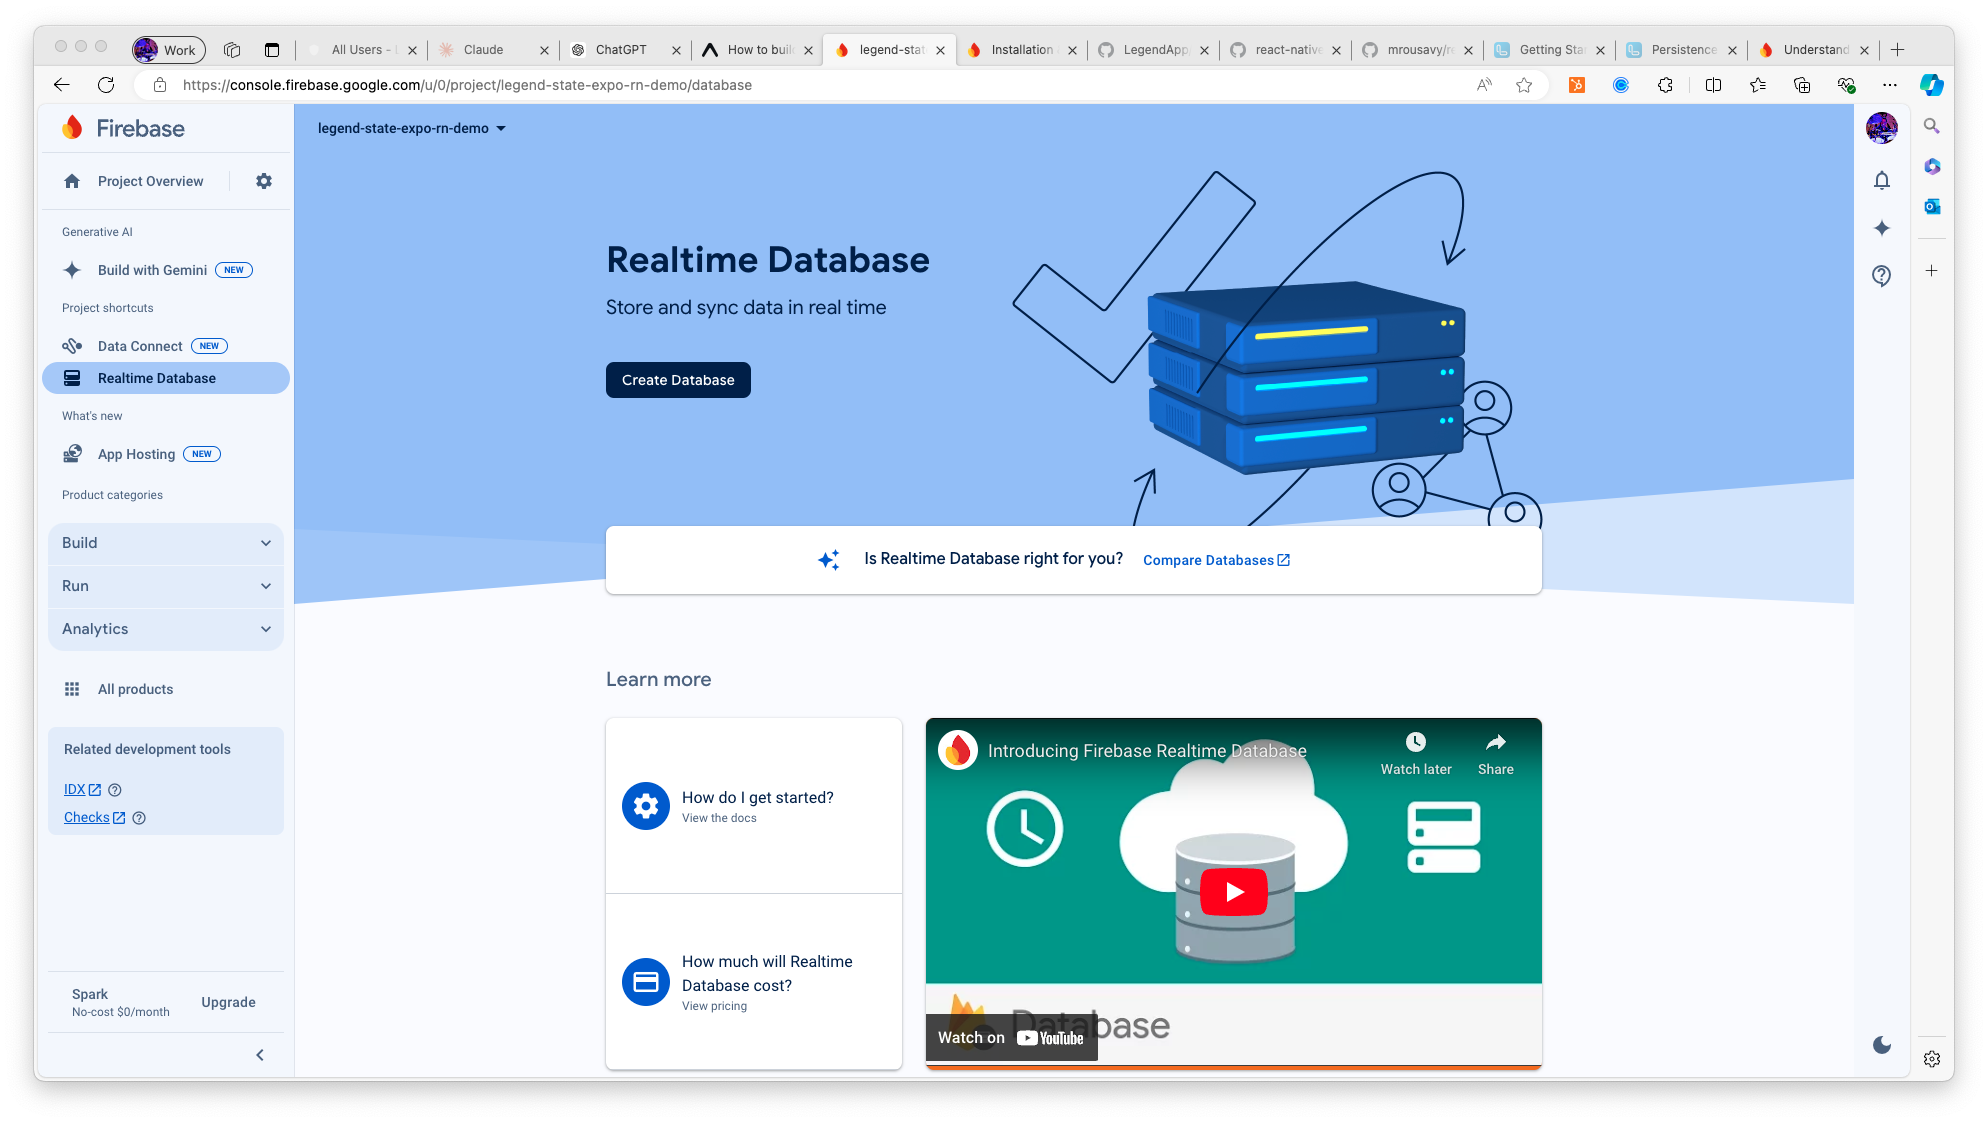 Work
All Users -
Claude
ChatGPT
How to build
legend-stat
Installation
LegendApp
react-native
mrousavy/re
Getting Star
Persistence
Understand
https://console.firebase.google.com/u/0/project/legend-state-expo-rn-demo/database
Firebase
legend-state-expo-rn-demo
Project Overview
Generative AI
Build with Gemini NEW
Project shortcuts
Data Connect NEW
Realtime Database
What's new
App Hosting NEW
Product categories
Build
Run
Analytics
All products
Related development tools
IDX
Checks
Spark
No-cost $0/month
Upgrade
Realtime Database
Store and sync data in real time
Create Database
Is Realtime Database right for you? Compare Databases
Learn more
How do I get started?
View the docs
How much will Realtime
Database cost?
View pricing
Introducing Firebase Realtime Database
Watch later
Share
Database
Watch on YouTube